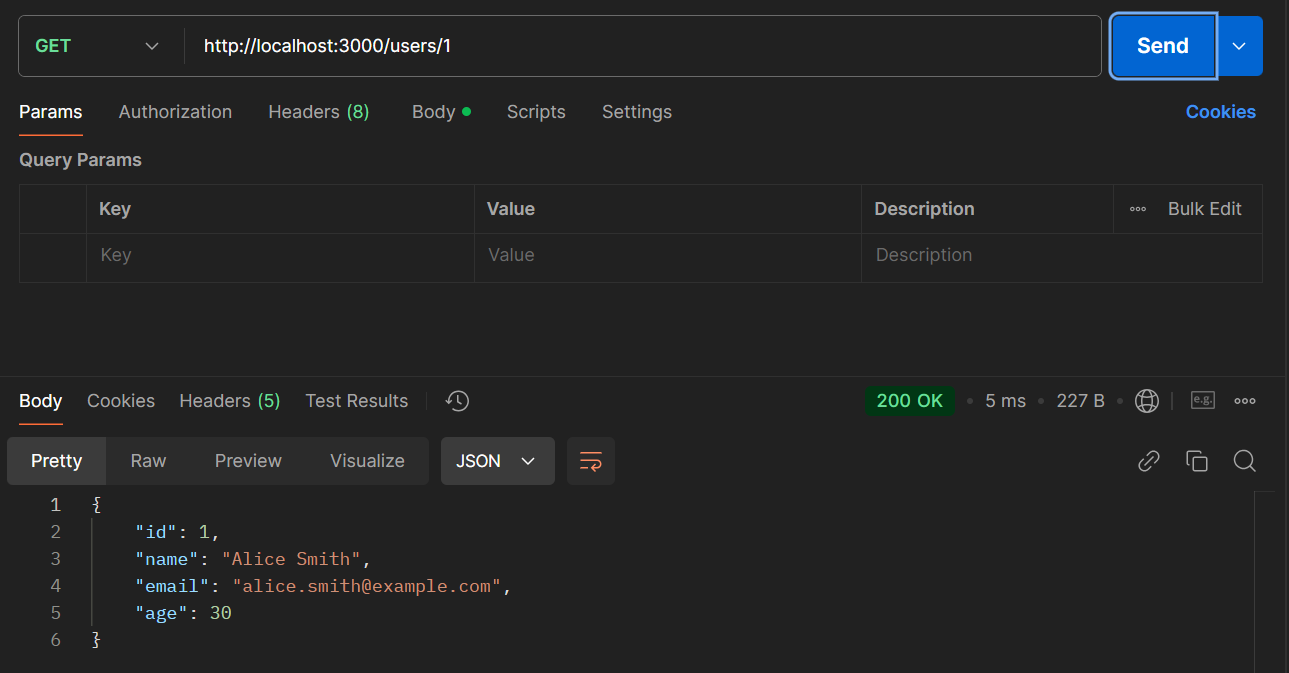 GET http://localhost:3000/users/1 Send
Params Authorization Headers (8) Body Scripts Settings Cookies
Query Params
Key Value Description Bulk Edit
Key Value Description
Body Cookies Headers (5) Test Results 200 OK 5 ms 227 B e.g.
Pretty Raw Preview Visualize JSON
1 {
2 "id": 1,
3 "name": "Alice Smith",
4 "email": "alice.smith@example.com",
5 "age": 30
6 }